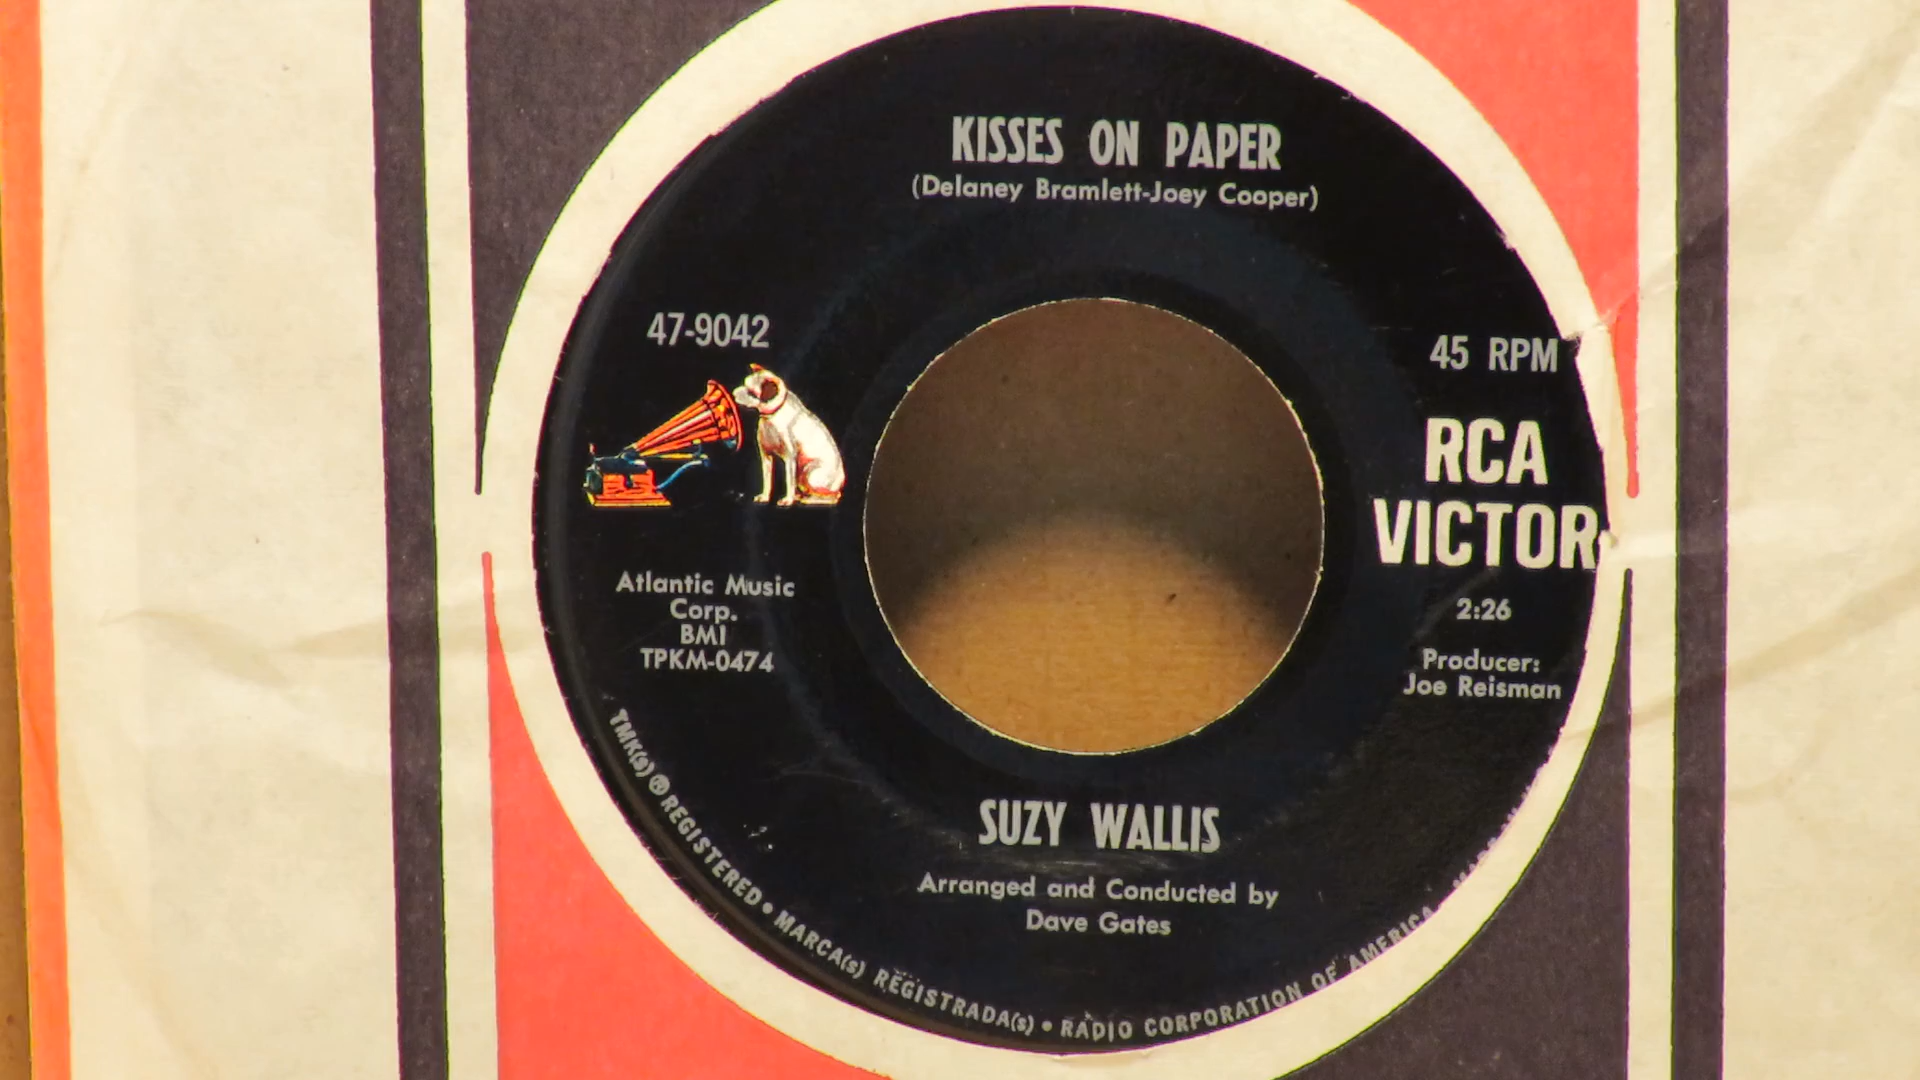 KISSES ON PAPER
(Delaney Bramlett-Joey Cooper)
47-9042
45 RPM
RCA
VICTOR
Atlantic Music
Corp.
BMI
TPKM-0474
2:26
Producer:
Joe Reisman
SUZY WALLIS
Arranged and Conducted by
Dave Gates
TMK(s) ® REGISTERED • MARCA(s) REGISTRADA(s) • RADIO CORPORATION OF AMERICA